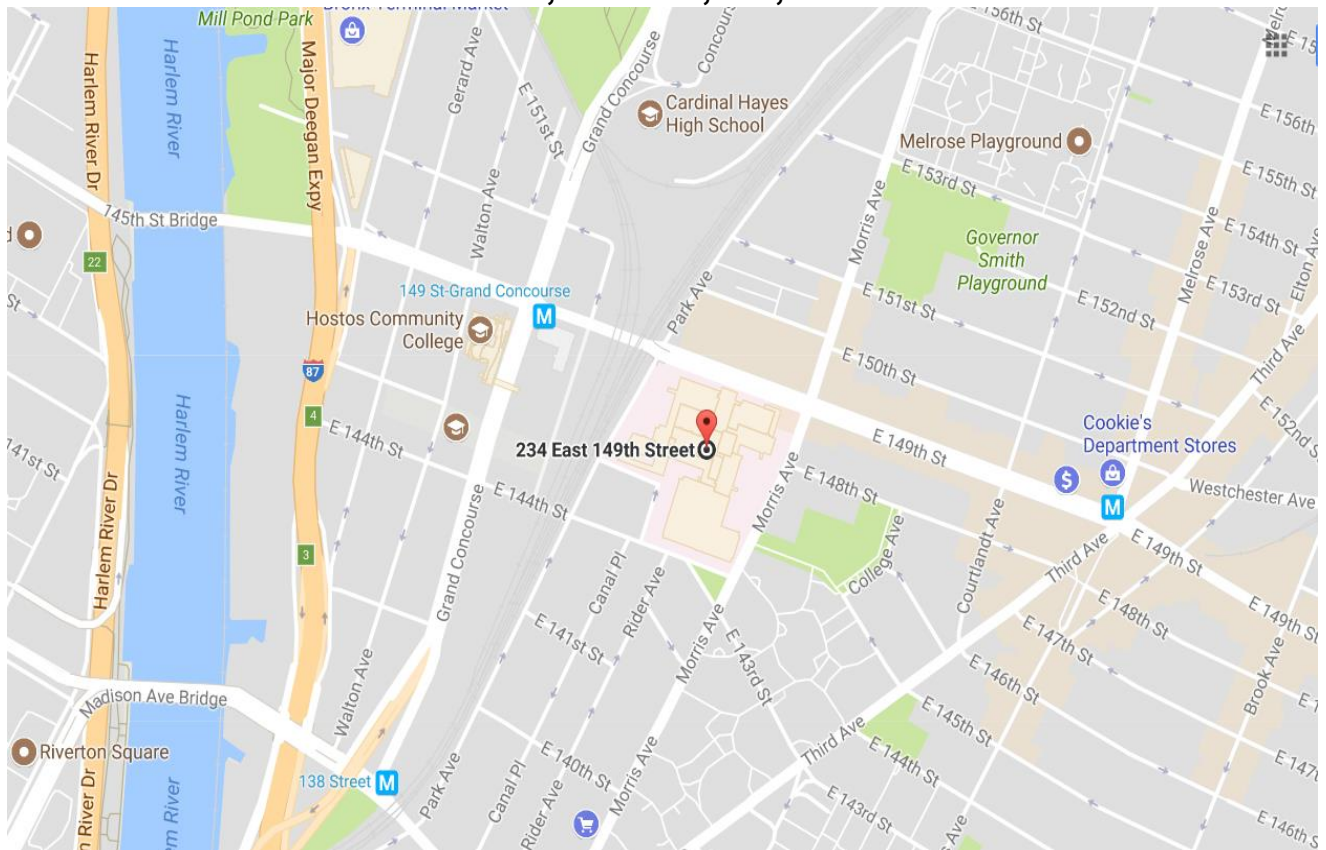 Mill Pond Park
Harlem River Dr
Harlem River
Major Deegan Expy
Gerard Ave
E 151st St
Grand Concourse
Cardinal Hayes
High School
E 156th St
Melrose Playground
E 156th St
E 155th St
E 154th St
E 153rd St
E 153rd St
Morris Ave
Melrose Ave
Elton Ave
Governor
Smith
Playground
E 152nd St
E 151st St
Third Ave
145th St Bridge
22
Walton Ave
149 St-Grand Concourse
M
Hostos Community
College
Park Ave
E 150th St
87
4
E 144th St
234 East 149th Street
E 149th St
Cookie's
Department Stores
$
M
Westchester Ave
E 152nd St
Harlem River
Harlem River Dr
E 144th St
Morris Ave
E 148th St
College Ave
Courtlandt Ave
Third Ave
E 149th St
E 148th St
E 149th St
3
Grand Concourse
Canal Pl
Rider Ave
E 141st St
Morris Ave
E 143rd St
E 147th St
E 146th St
Brook Ave
Madison Ave Bridge
Walton Ave
E 145th St
Third Ave
E 144th St
Riverton Square
138 Street
M
Park Ave
Canal Pl
E 140th St
Rider Ave
Morris Ave
E 143rd St
E 146th St